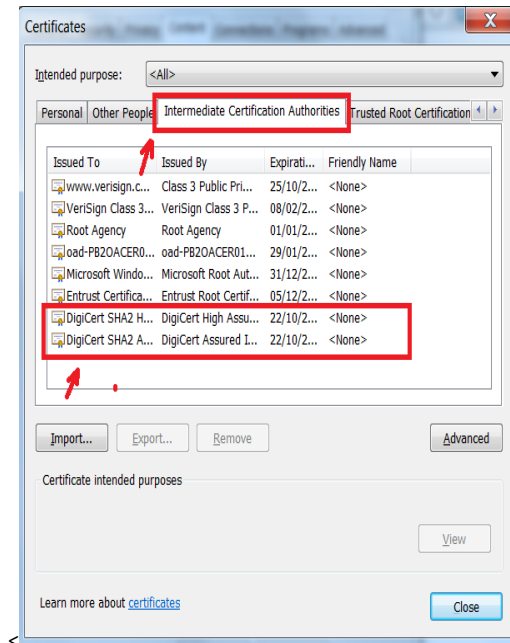 Certificates
Intended purpose: <All>
Personal Other People Intermediate Certification Authorities Trusted Root Certification
Issued To Issued By Expirati... Friendly Name
www.verisign.c... Class 3 Public Pri... 25/10/2... <None>
VeriSign Class 3... VeriSign Class 3 P... 08/02/2... <None>
Root Agency Root Agency 01/01/2... <None>
oad-PB2OACER0... oad-PB2OACER01... 29/01/2... <None>
Microsoft Windo... Microsoft Root Aut... 31/12/2... <None>
Entrust Certifica... Entrust Root Certif... 05/12/2... <None>
DigiCert SHA2 H... DigiCert High Assu... 22/10/2... <None>
DigiCert SHA2 A... DigiCert Assured I... 22/10/2... <None>
Import... Export... Remove Advanced
Certificate intended purposes
View
Learn more about certificates
Close
<